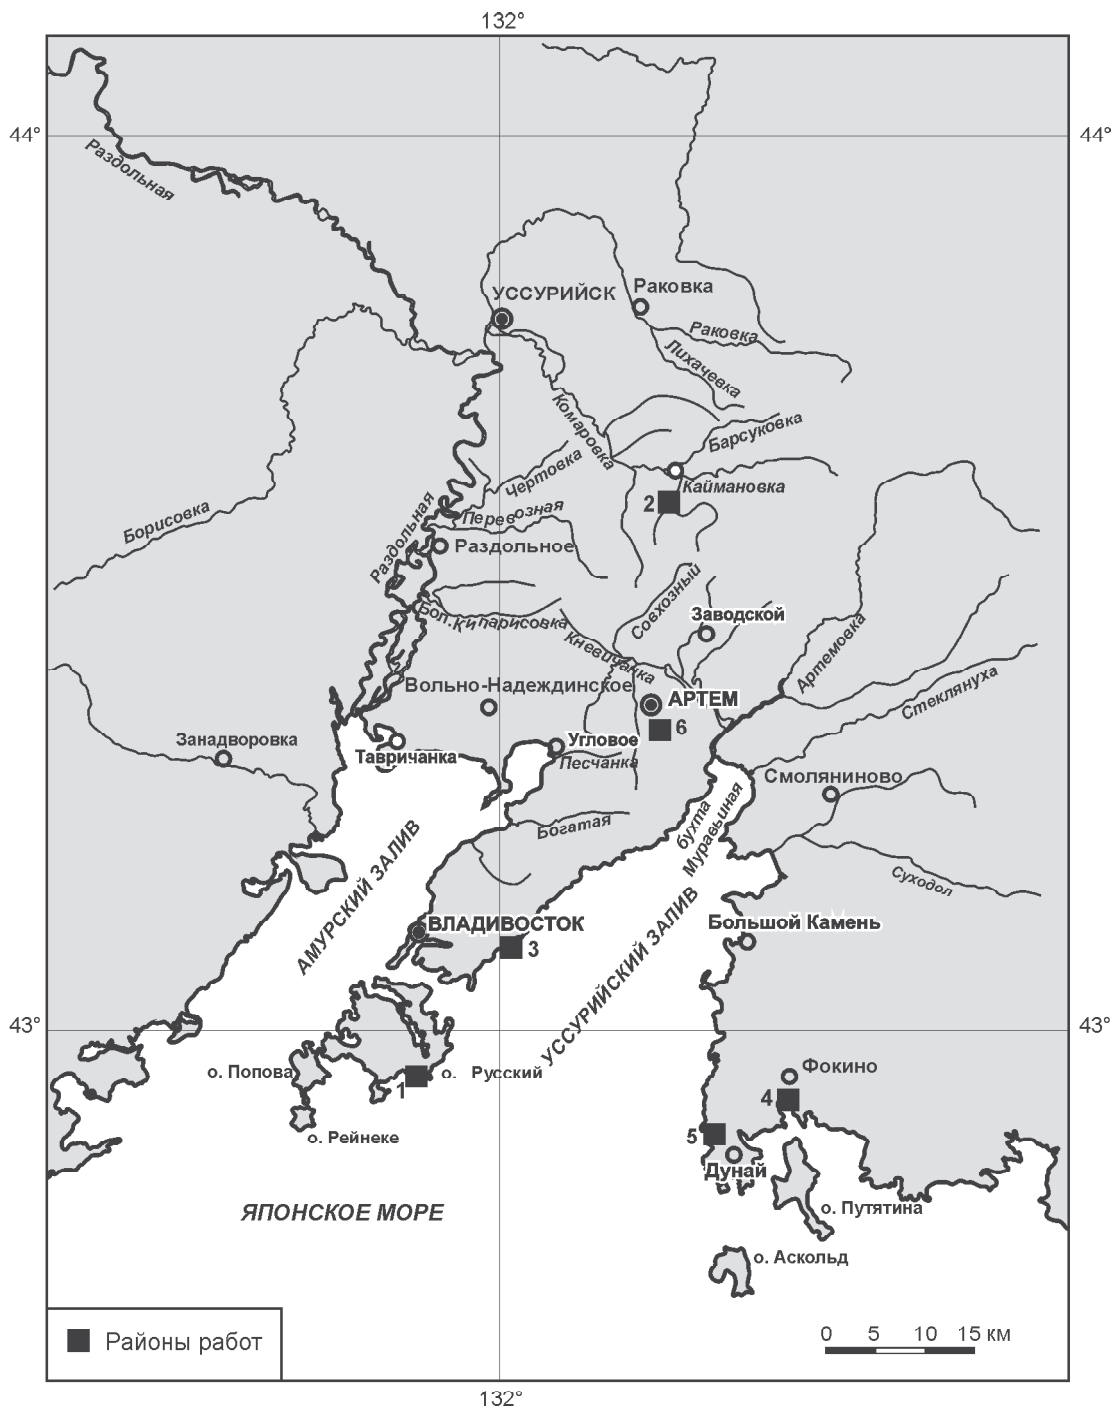 132°
44°
44°
Раздольная
УССУРИЙСК
Раковка
Раковка
Лихачевка
Комаровка
Барсуковка
Чертовка
Каймановка
2
Борисовка
Перевозная
Раздольная
Раздольное
Бол.Кипарисовка
Кневичанка
Совхозный
Заводской
Артемовка
Стеклянуха
Вольно-Надеждинское
АРТЕМ
6
Занадворовка
Тавричанка
Угловое
Песчанка
Смоляниново
бухта
Муравьиная
Богатая
Суходол
АМУРСКИЙ ЗАЛИВ
ВЛАДИВОСТОК
3
УССУРИЙСКИЙ ЗАЛИВ
Большой Камень
43°
43°
о. Попова
о. Русский
1
Фокино
4
5
о. Рейнеке
Дунай
ЯПОНСКОЕ МОРЕ
о. Путятина
о. Аскольд
Районы работ
0 5 10 15 км
132°